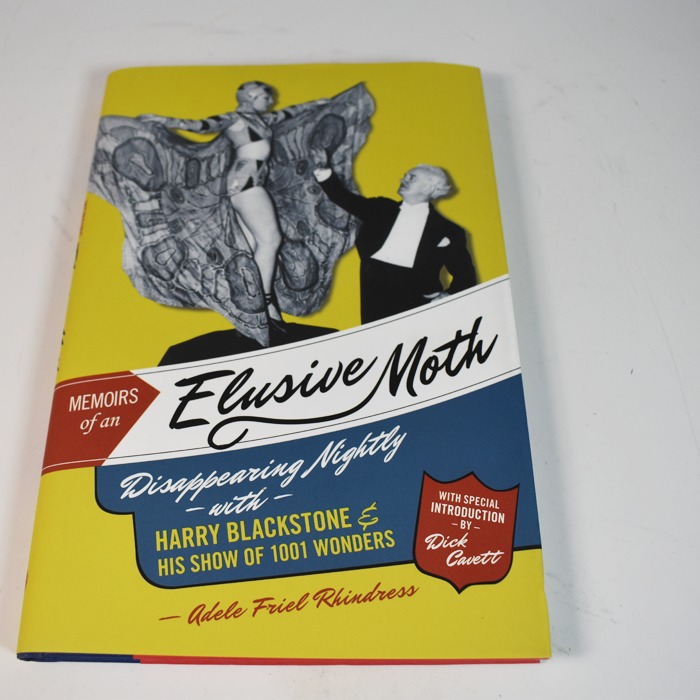 MEMOIRS
of an
Elusive Moth
Disappearing Nightly
– with –
HARRY BLACKSTONE &
HIS SHOW OF 1001 WONDERS
WITH SPECIAL
INTRODUCTION
– BY –
Dick
Cavett
— Adele Friel Rhindress